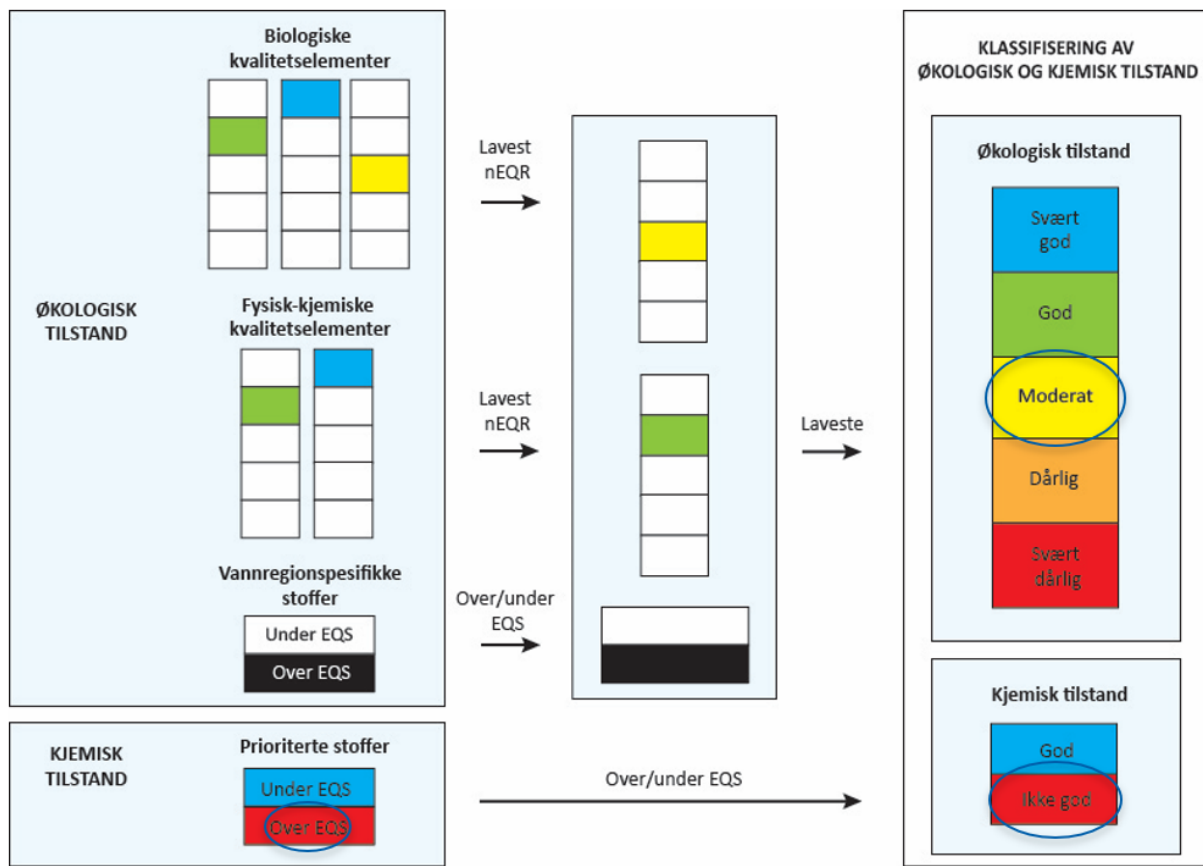 Biologiske
kvalitetselementer
Lavest
nEQR
ØKOLOGISK
TILSTAND
Fysisk-kjemiske
kvalitetselementer
Lavest
nEQR
Vannregionspesifikke
stoffer
Under EQS
Over EQS
Over/under
EQS
Laveste
KLASSIFISERING AV
ØKOLOGISK OG KJEMISK TILSTAND
Økologisk tilstand
Svært
god
God
Moderat
Dårlig
Svært
dårlig
KJEMISK
TILSTAND
Prioriterte stoffer
Under EQS
Over EQS
Over/under EQS
Kjemisk tilstand
God
Ikke god